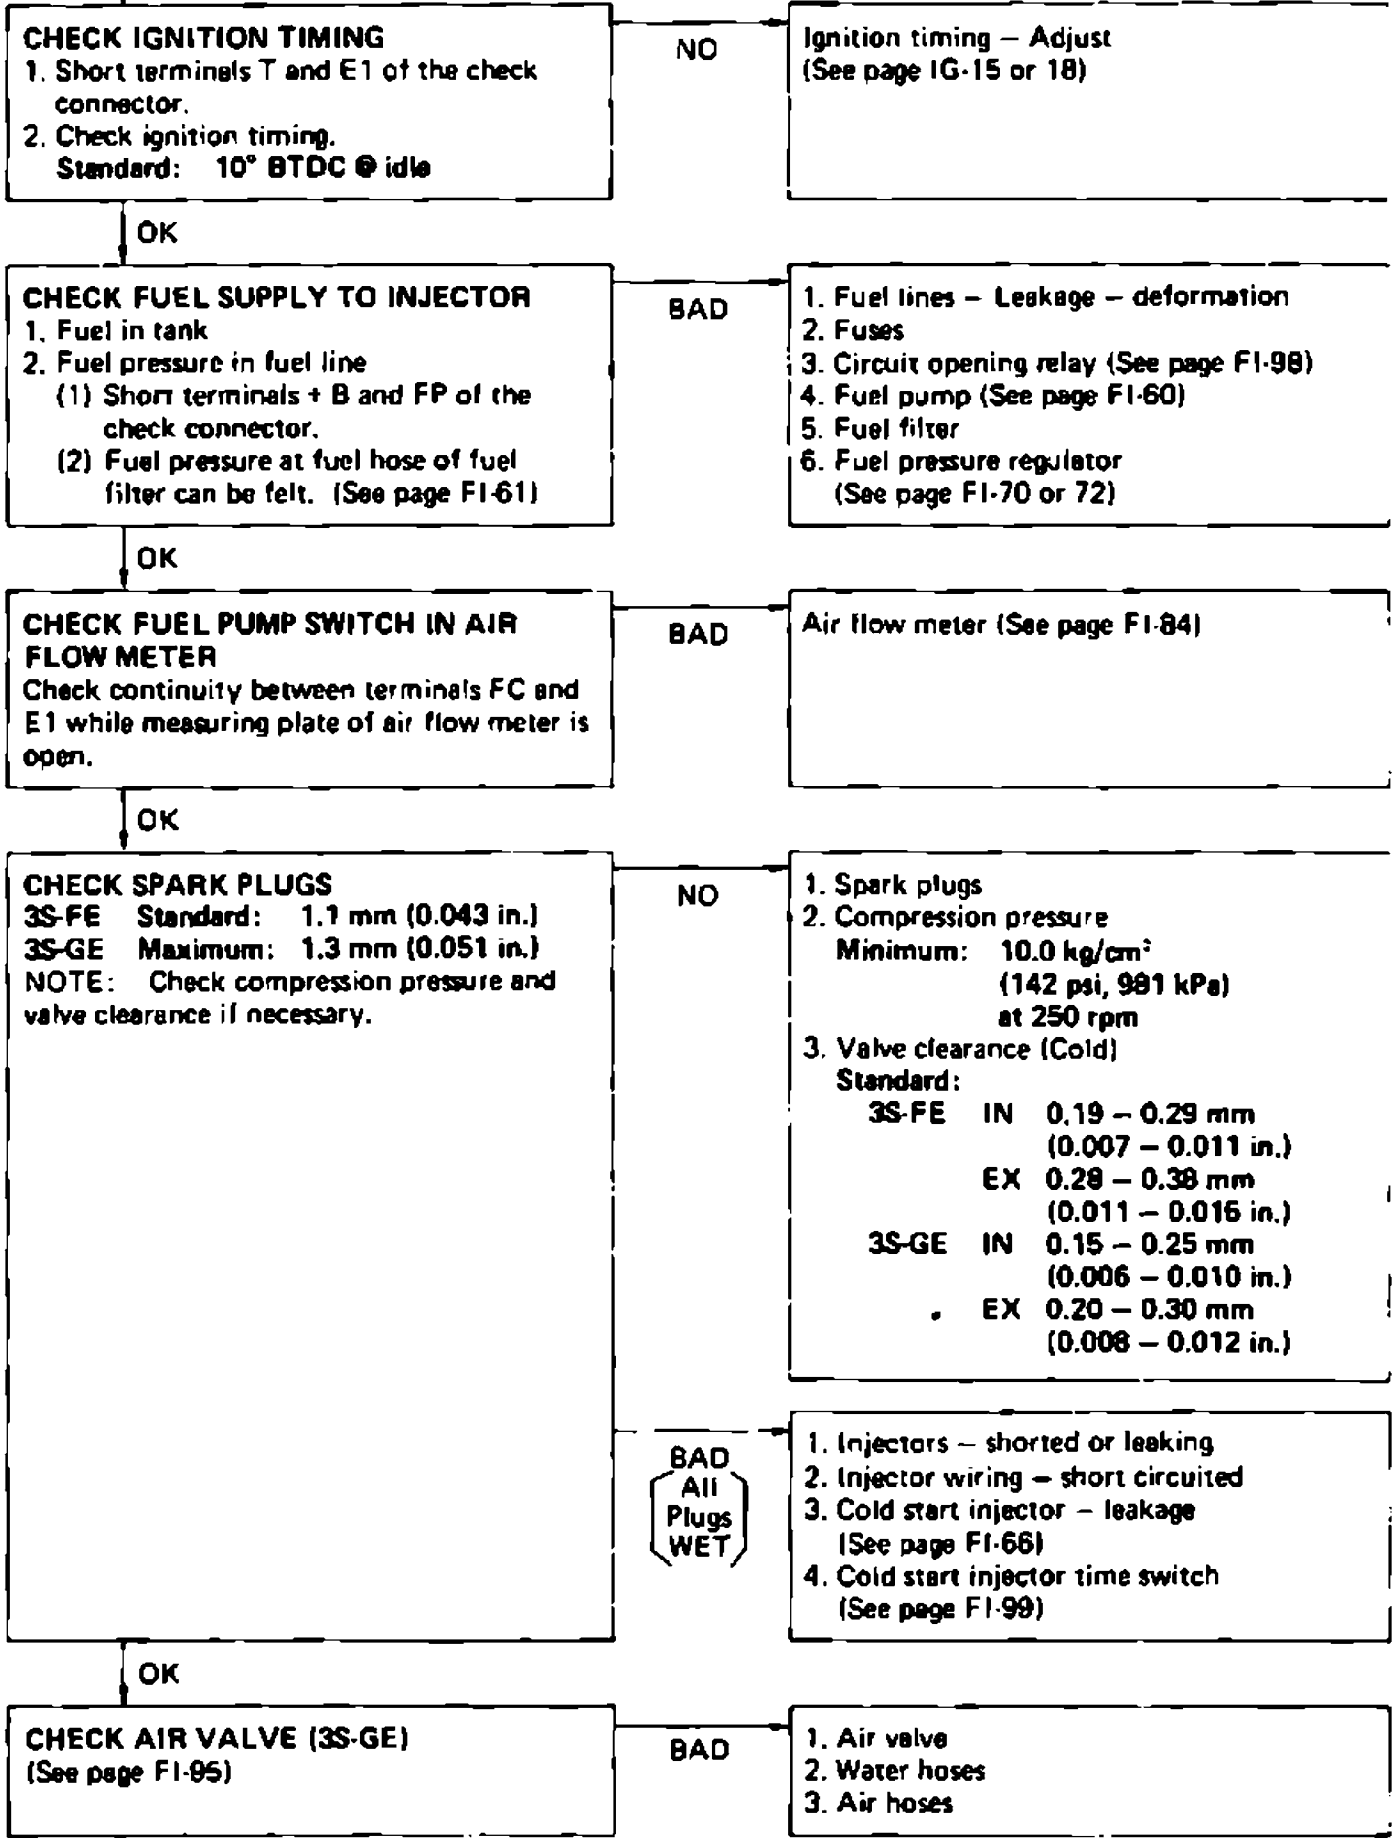 CHECK IGNITION TIMING
1. Short terminals T and E1 of the check
connector.
2. Check ignition timing.
Standard: 10° BTDC @ idle
NO
Ignition timing – Adjust
(See page IG-15 or 18)
OK
CHECK FUEL SUPPLY TO INJECTOR
1. Fuel in tank
2. Fuel pressure in fuel line
(1) Short terminals + B and FP of the
check connector.
(2) Fuel pressure at fuel hose of fuel
filter can be felt. (See page FI-61)
BAD
1. Fuel lines – Leakage – deformation
2. Fuses
3. Circuit opening relay (See page FI-98)
4. Fuel pump (See page FI-60)
5. Fuel filter
6. Fuel pressure regulator
(See page FI-70 or 72)
OK
CHECK FUEL PUMP SWITCH IN AIR
FLOW METER
Check continuity between terminals FC and
E1 while measuring plate of air flow meter is
open.
BAD
Air flow meter (See page FI-84)
OK
CHECK SPARK PLUGS
3S-FE Standard: 1.1 mm (0.043 in.)
3S-GE Maximum: 1.3 mm (0.051 in.)
NOTE: Check compression pressure and
valve clearance if necessary.
NO
1. Spark plugs
2. Compression pressure
Minimum: 10.0 kg/cm²
(142 psi, 981 kPa)
at 250 rpm
3. Valve clearance (Cold)
Standard:
3S-FE IN 0.19 – 0.29 mm
(0.007 – 0.011 in.)
EX 0.28 – 0.38 mm
(0.011 – 0.015 in.)
3S-GE IN 0.15 – 0.25 mm
(0.006 – 0.010 in.)
EX 0.20 – 0.30 mm
(0.008 – 0.012 in.)
BAD
All
Plugs
WET
1. Injectors – shorted or leaking
2. Injector wiring – short circuited
3. Cold start injector – leakage
(See page FI-66)
4. Cold start injector time switch
(See page FI-99)
OK
CHECK AIR VALVE (3S-GE)
(See page FI-95)
BAD
1. Air valve
2. Water hoses
3. Air hoses